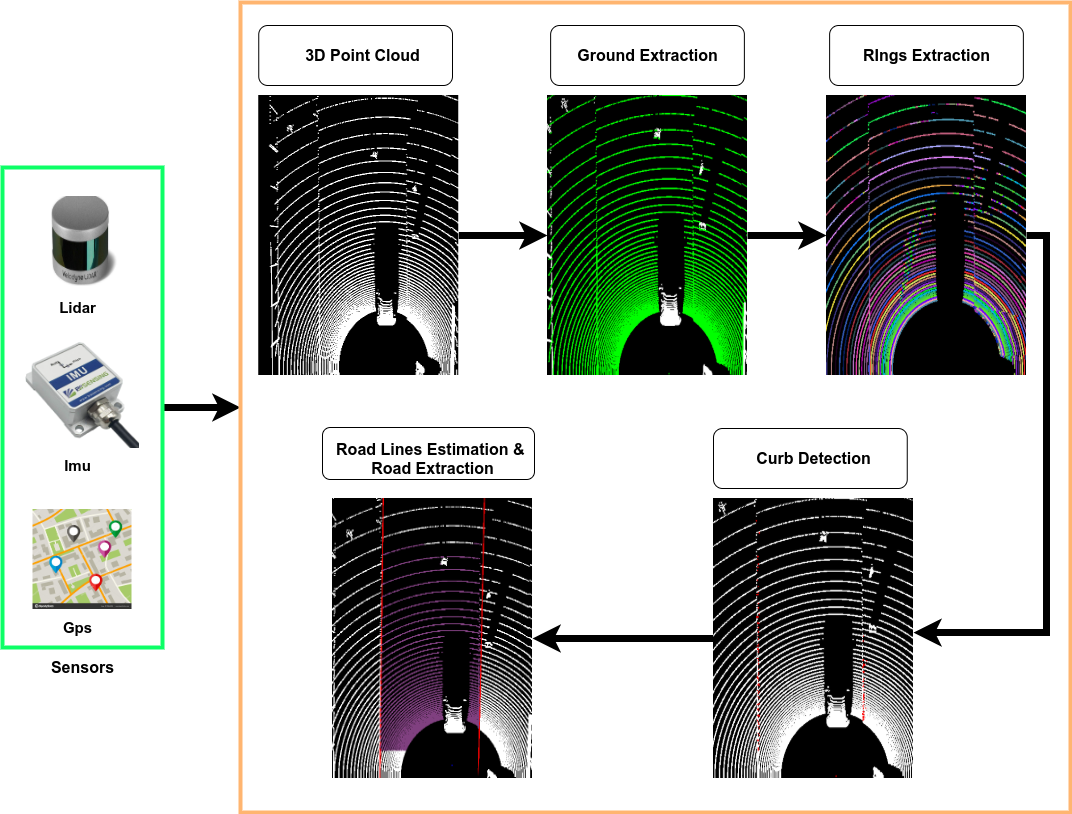 3D Point Cloud
Ground Extraction
RIngs Extraction
Lidar
IMU
Imu
Gps
Sensors
Road Lines Estimation &
Road Extraction
Curb Detection